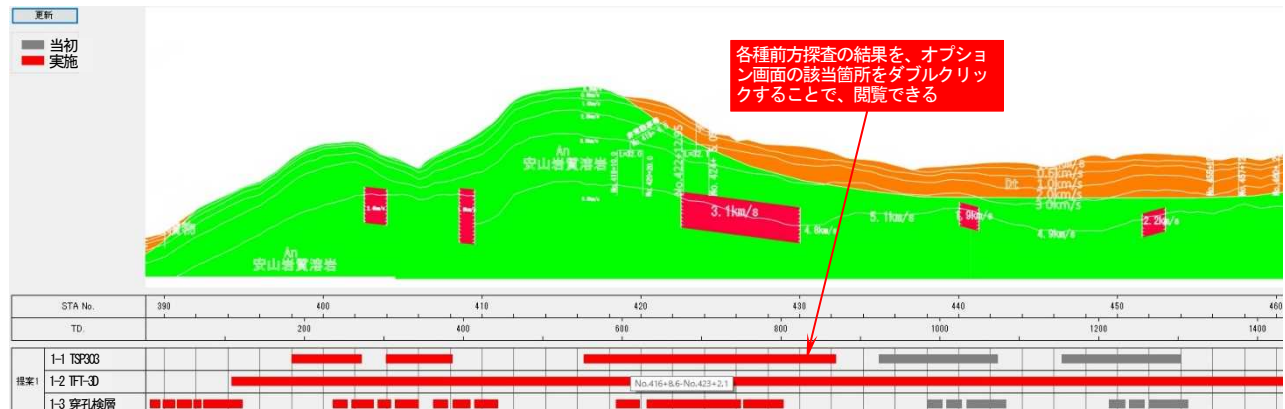 更新
当初
実施
各種前方探査の結果を、オプショ
ン画面の該当箇所をダブルクリッ
クすることで、閲覧できる
An
安山岩質溶岩
No.422+12.95
Dt
3.0km/s
3.1km/s
4.8km/s
5.1km/s
4.9km/s
2.2km/s
An
安山岩質溶岩
STA No. 390 400 410 420 430 440 450 460
TD. 200 400 600 800 1000 1200 1400
提案1
1-1 TSP303
1-2 TFT-3D
No.416+8.6-No.423+2.1
1-3 穿孔検層